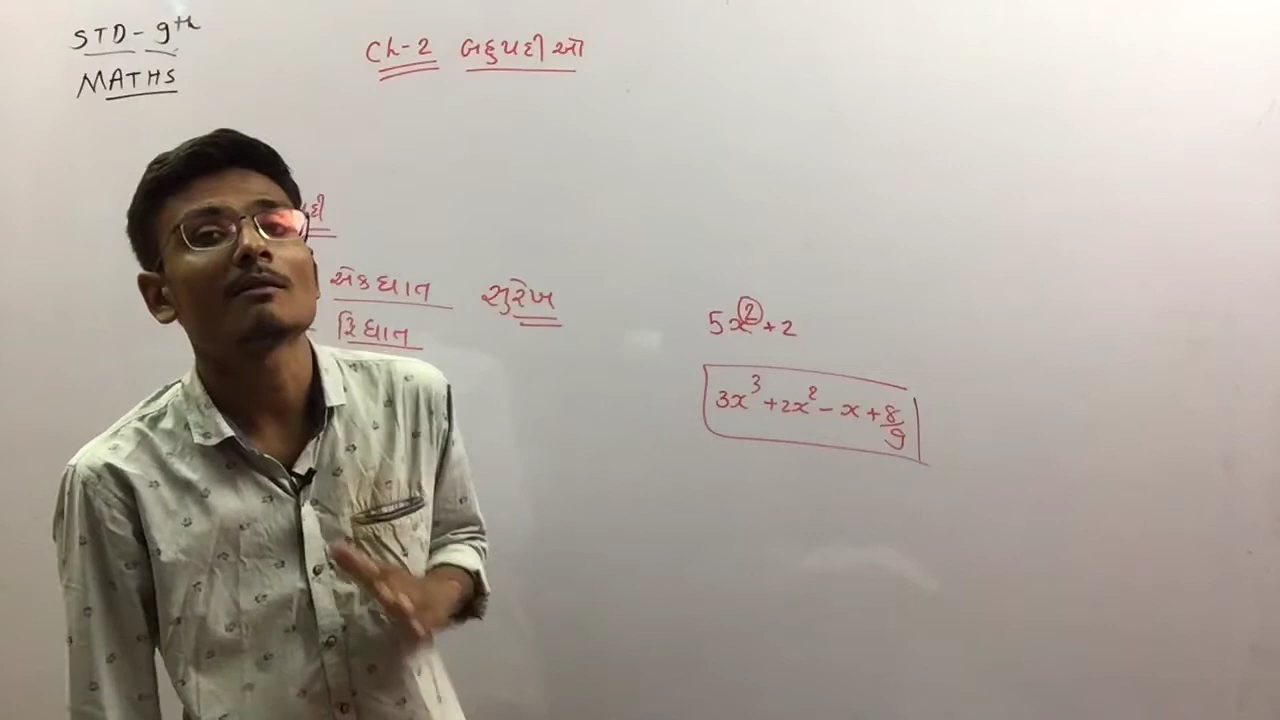 STD - 9th
MATHS
Ch-2 બહુપદીઓ
એકઘાત સુરેખ
દ્વિઘાત
5x² + 2
3x³ + 2x² - x + 8/9